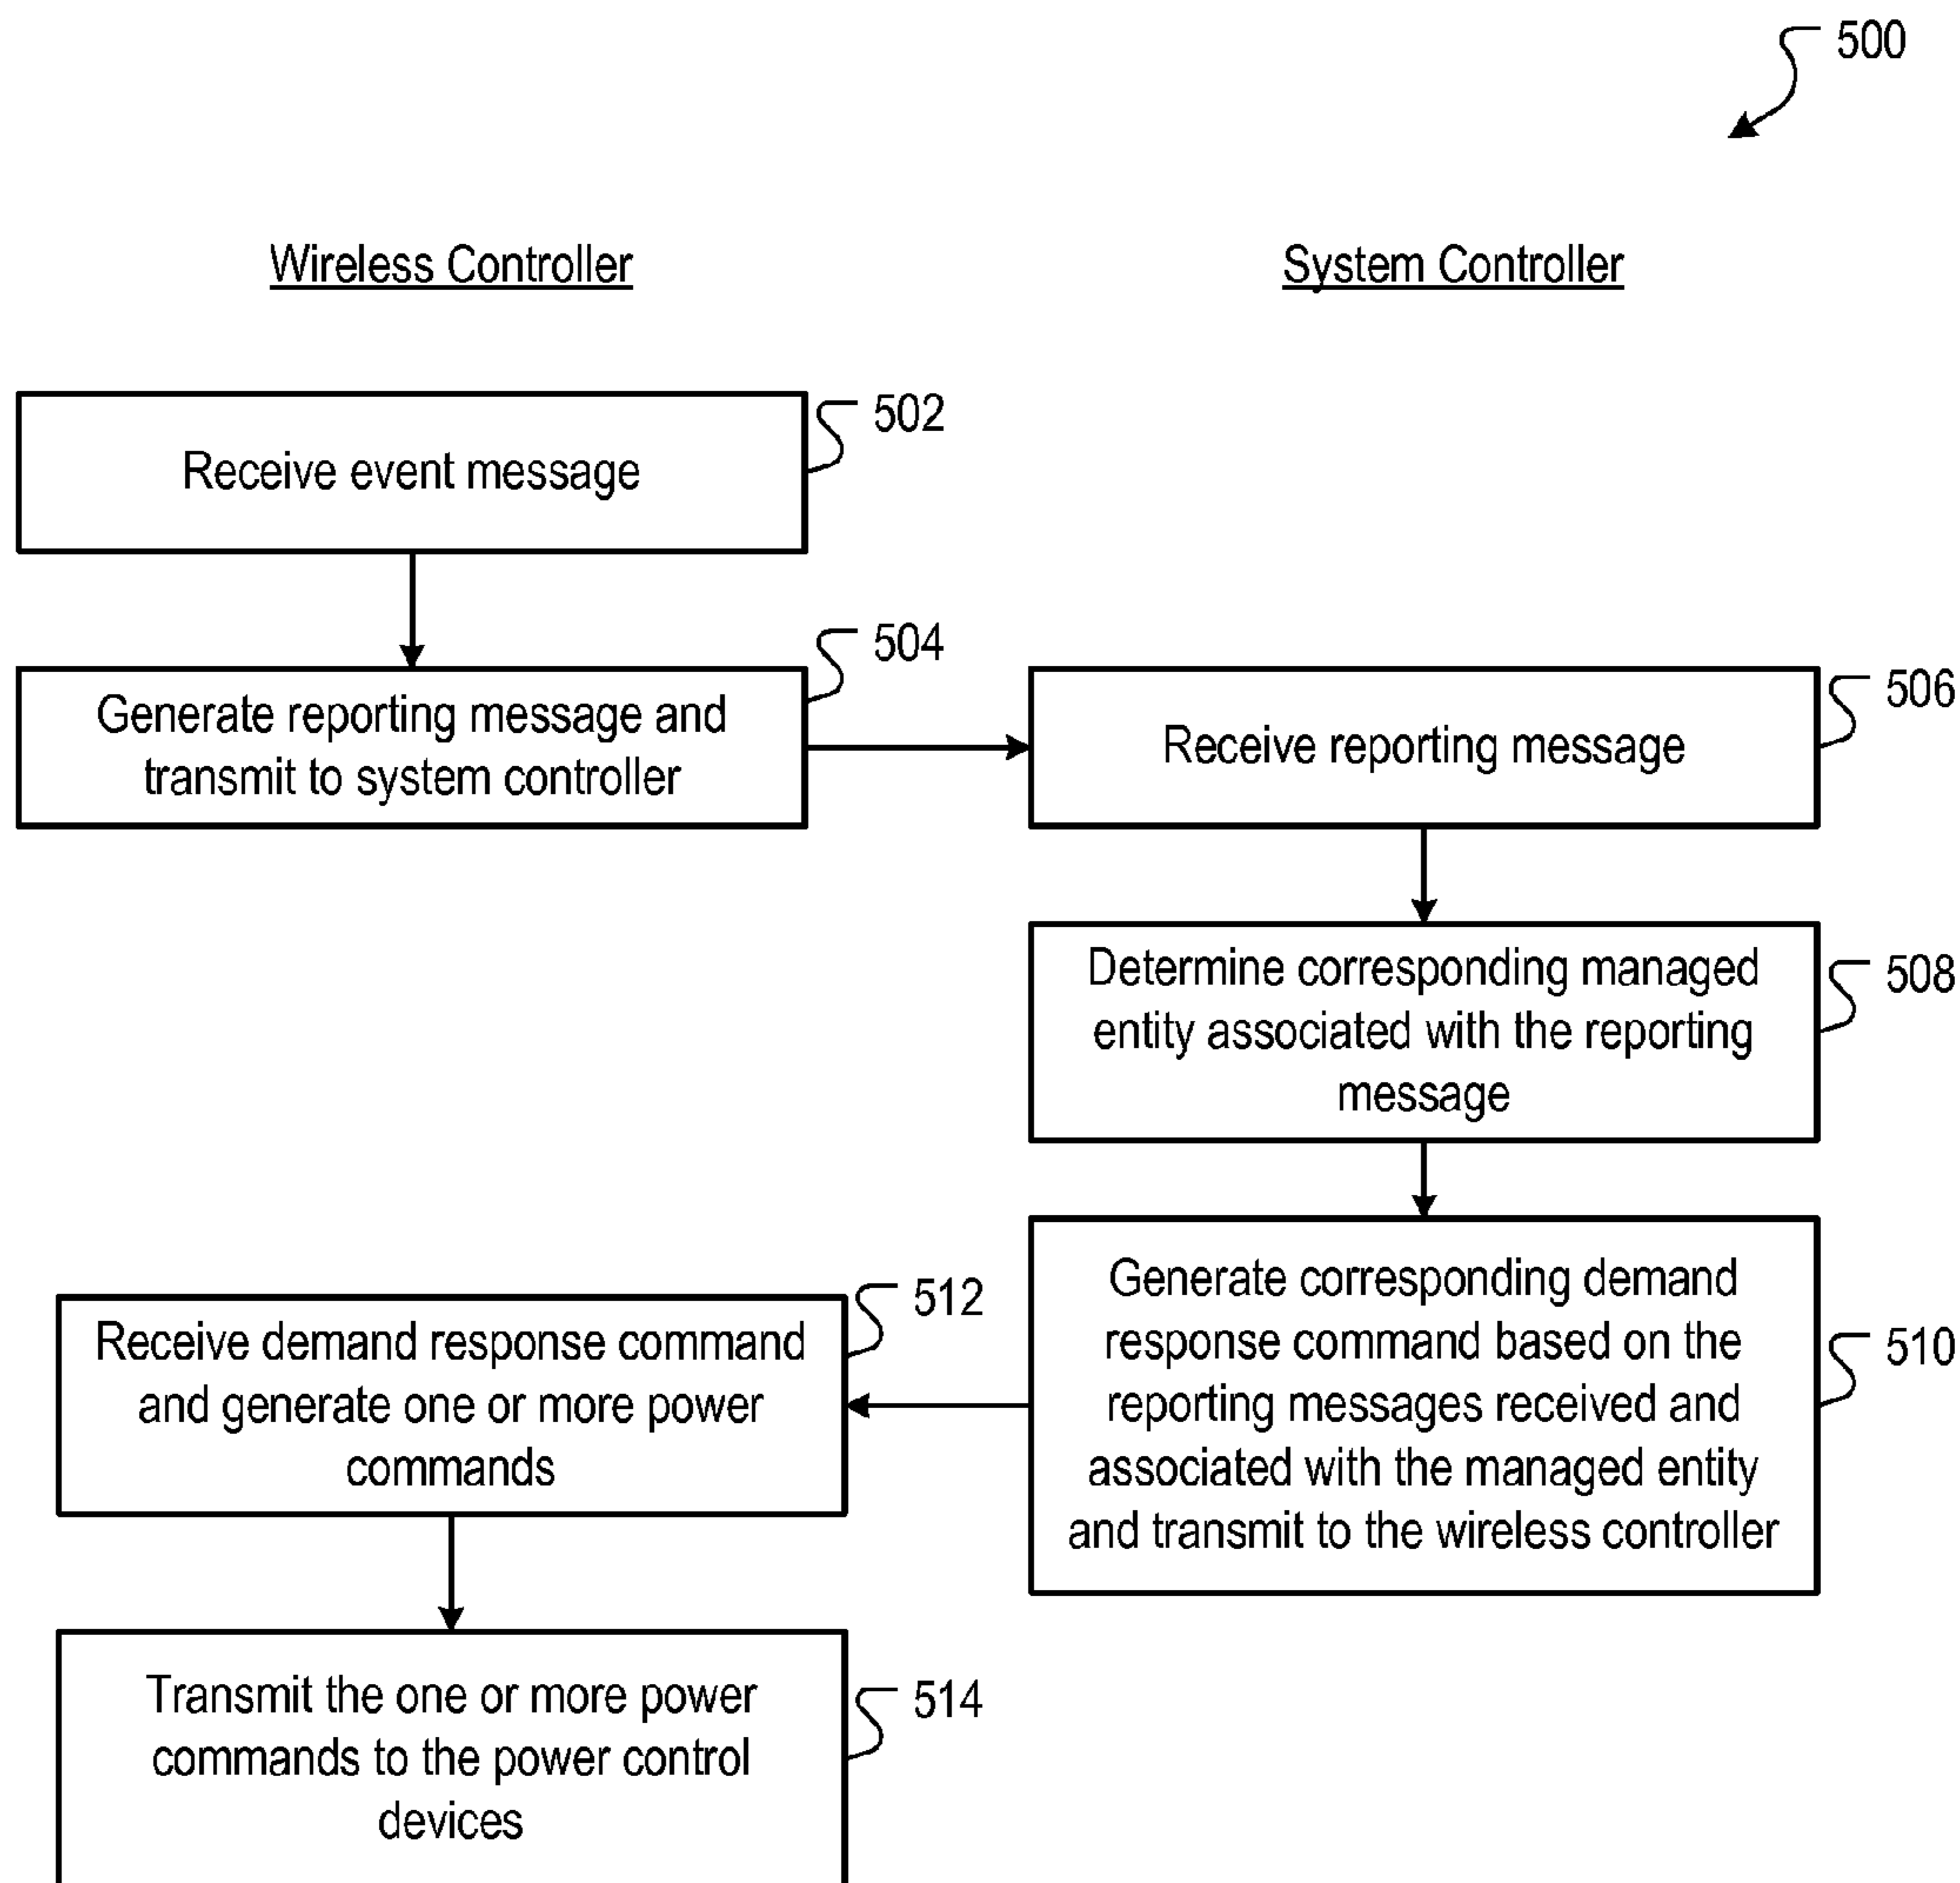 500
Wireless Controller
System Controller
502
Receive event message
504
Generate reporting message and
transmit to system controller
506
Receive reporting message
508
Determine corresponding managed
entity associated with the reporting
message
510
Generate corresponding demand
response command based on the
reporting messages received and
associated with the managed entity
and transmit to the wireless controller
512
Receive demand response command
and generate one or more power
commands
514
Transmit the one or more power
commands to the power control
devices